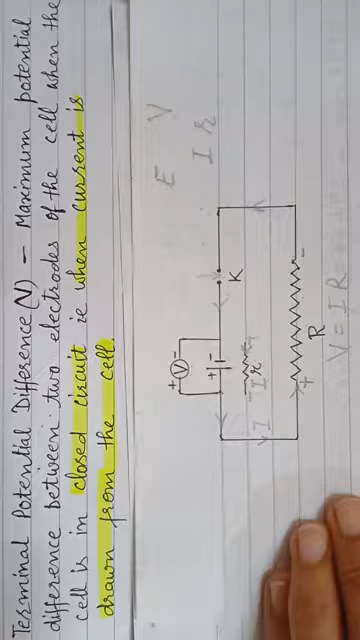 Terminal Potential Difference (V) - Maximum potential
difference between two electrodes of the cell when the
cell is in closed circuit ie when current is
drawn from the cell.
E V
I r
K
+ V -
+ -
I I r
+ R -
V = I R